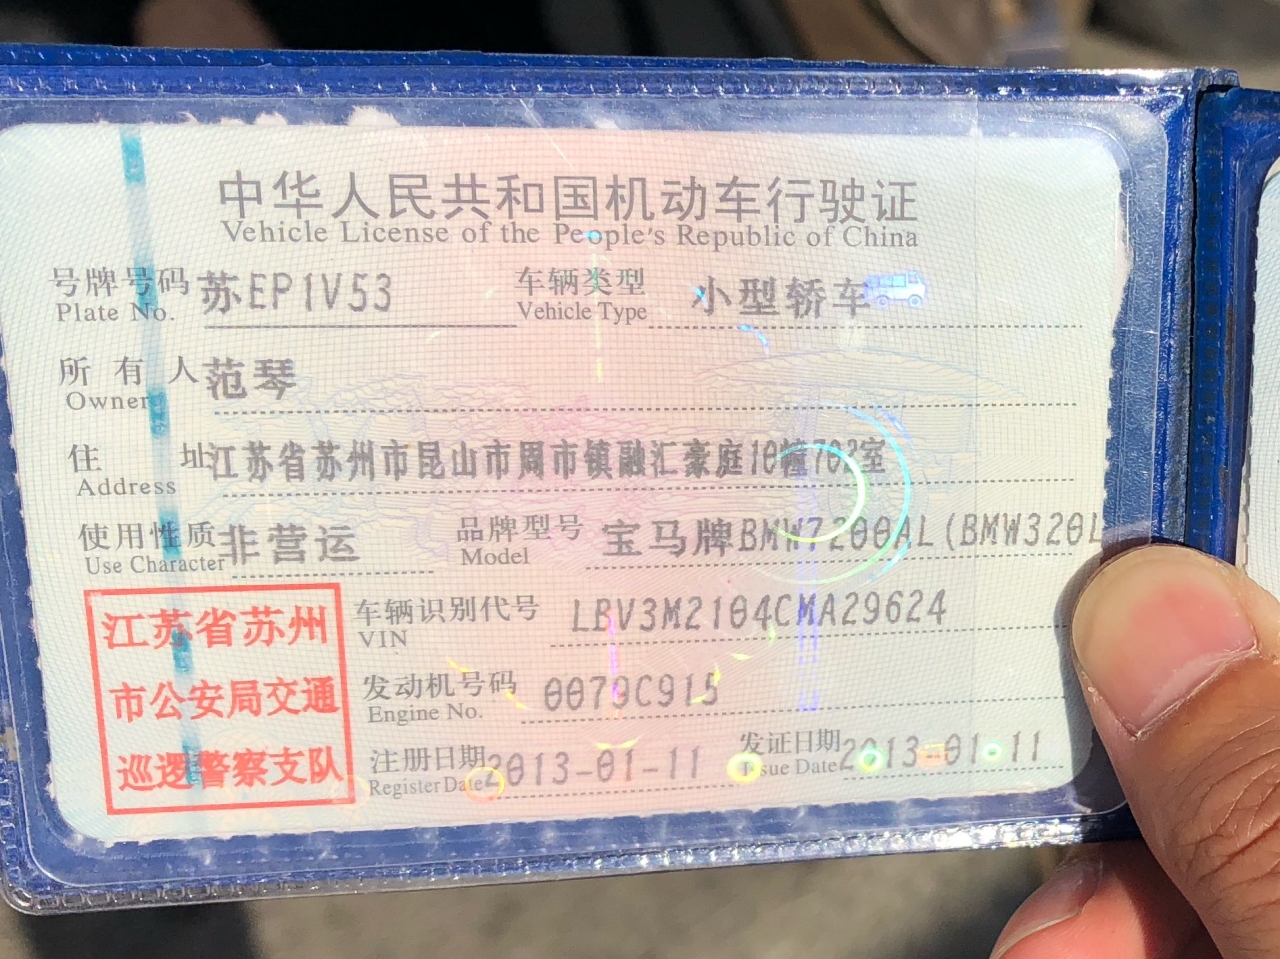 中华人民共和国机动车行驶证
Vehicle License of the People's Republic of China
号牌号码 苏EP1V53 车辆类型 小型轿车
Plate No. Vehicle Type
所有人 范琴
Owner
住址 江苏省苏州市昆山市周市镇融汇豪庭10幢702室
Address
使用性质 非营运 品牌型号 宝马牌BMW7200AL(BMW320L
Use Character Model
江苏省苏州
市公安局交通
巡逻警察支队
车辆识别代号 LBV3M2104CMA29624
VIN
发动机号码 0079C915
Engine No.
注册日期 2013-01-11 发证日期 2013-01-11
Register Date Issue Date